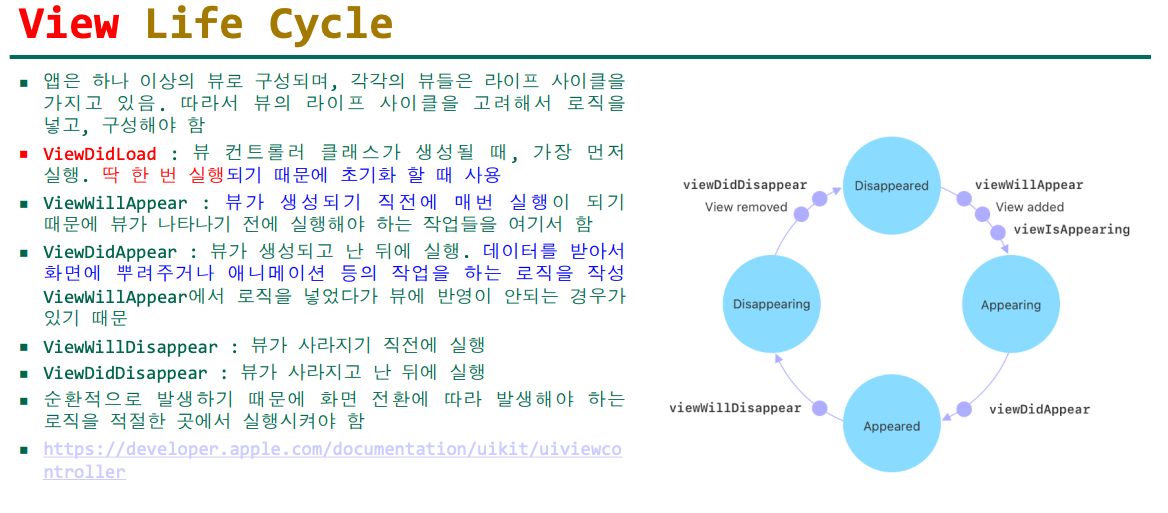 View Life Cycle
▪ 앱은 하나 이상의 뷰로 구성되며, 각각의 뷰들은 라이프 사이클을
가지고 있음. 따라서 뷰의 라이프 사이클을 고려해서 로직을
넣고, 구성해야 함
▪ ViewDidLoad : 뷰 컨트롤러 클래스가 생성될 때, 가장 먼저
실행. 딱 한 번 실행되기 때문에 초기화 할 때 사용
▪ ViewWillAppear : 뷰가 생성되기 직전에 매번 실행이 되기
때문에 뷰가 나타나기 전에 실행해야 하는 작업들을 여기서 함
▪ ViewDidAppear : 뷰가 생성되고 난 뒤에 실행. 데이터를 받아서
화면에 뿌려주거나 애니메이션 등의 작업을 하는 로직을 작성
ViewWillAppear에서 로직을 넣었다가 뷰에 반영이 안되는 경우가
있기 때문
▪ ViewWillDisappear : 뷰가 사라지기 직전에 실행
▪ ViewDidDisappear : 뷰가 사라지고 난 뒤에 실행
▪ 순환적으로 발생하기 때문에 화면 전환에 따라 발생해야 하는
로직을 적절한 곳에서 실행시켜야 함
▪ https://developer.apple.com/documentation/uikit/uiviewco
ntroller
Disappeared
viewDidDisappear
View removed
viewWillAppear
View added
viewIsAppearing
Disappearing
Appearing
viewWillDisappear
viewDidAppear
Appeared